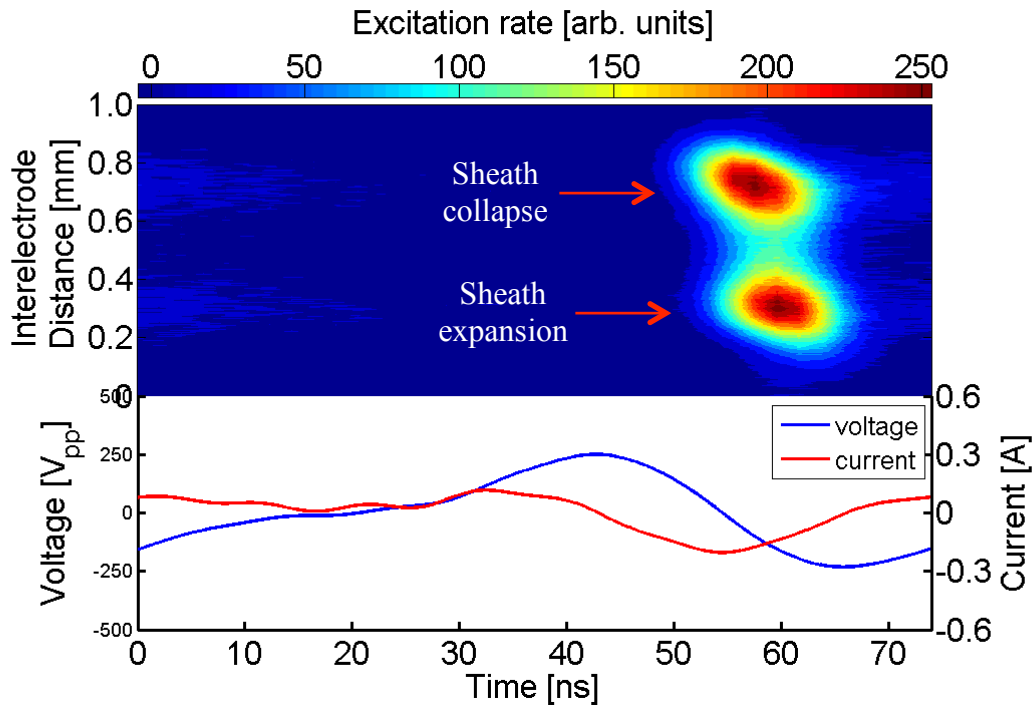 Excitation rate [arb. units]
0 50 100 150 200 250
Interelectrode
Distance [mm]
1.0
0.8
0.6
0.4
0.2
0
Sheath
collapse
Sheath
expansion
Voltage [Vpp]
500
250
0
-250
-500
voltage
current
0.6
0.3
0
-0.3
-0.6
Current [A]
0 10 20 30 40 50 60 70
Time [ns]